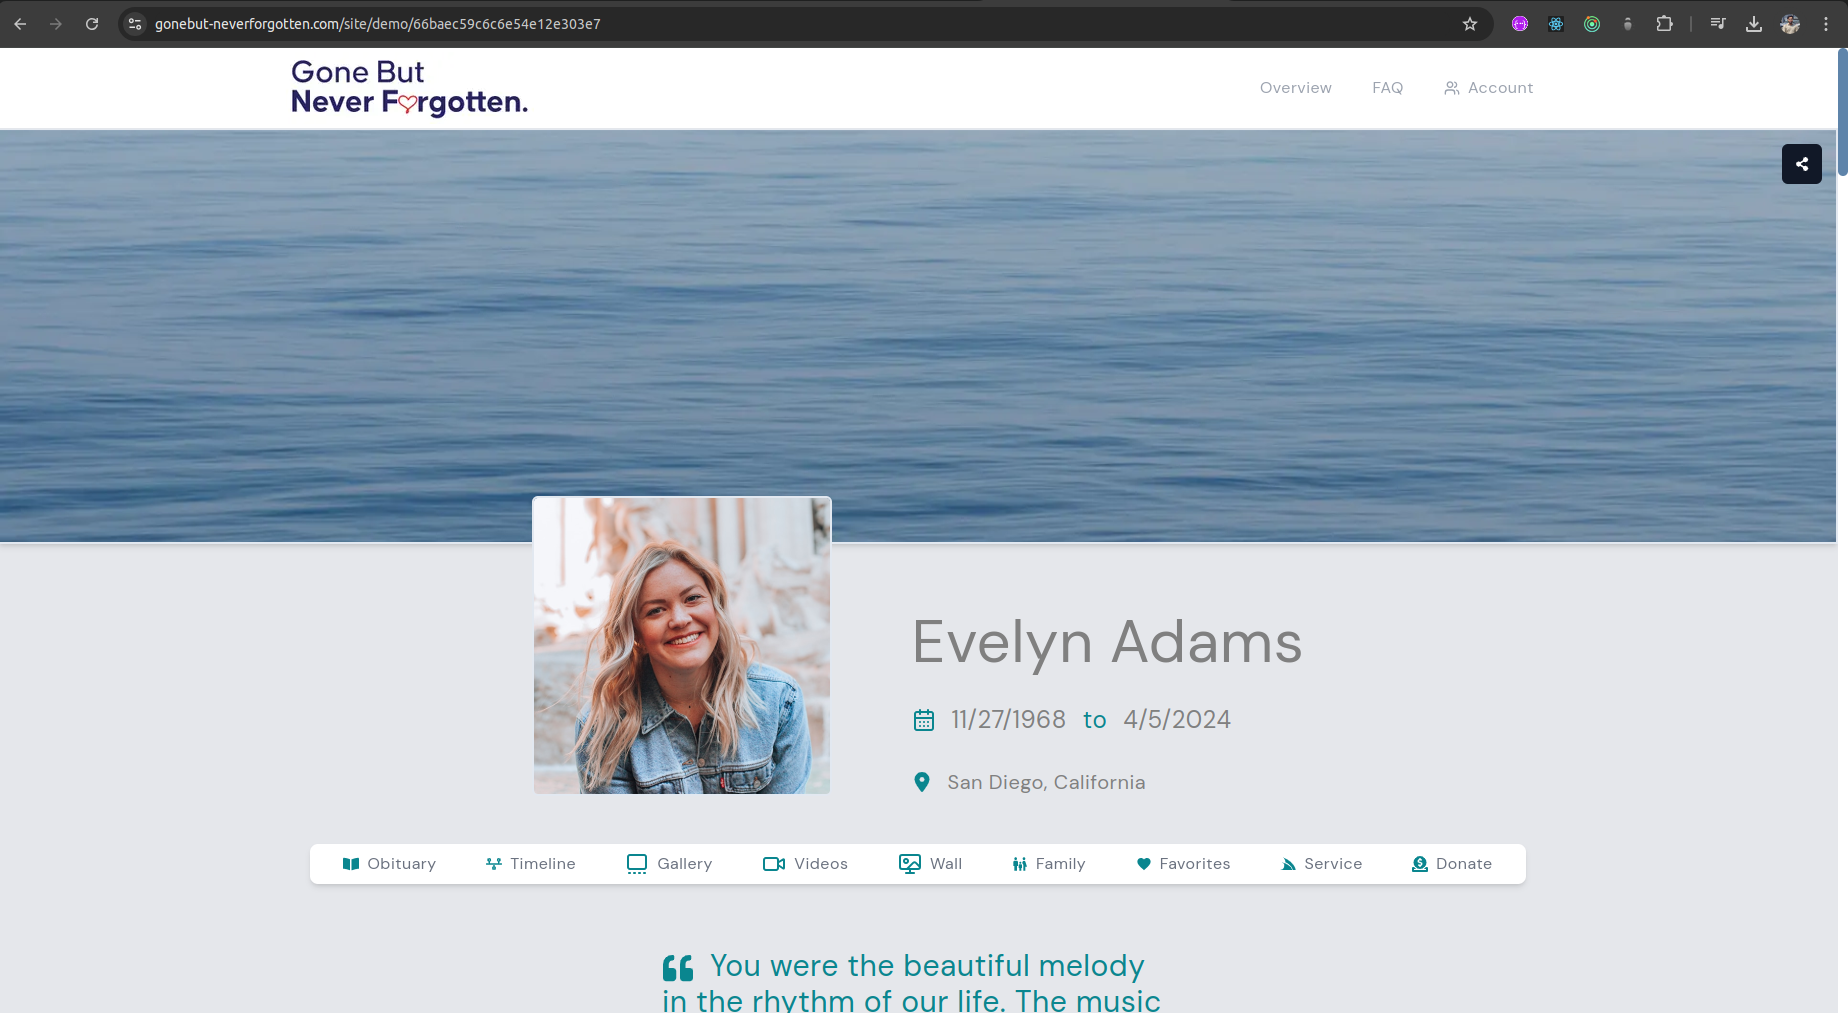 gonebut-neverforgotten.com/site/demo/66baec59c6c6e54e12e303e7
Gone But
Never Forgotten.
Overview FAQ Account
Evelyn Adams
11/27/1968 to 4/5/2024
San Diego, California
Obituary Timeline Gallery Videos Wall Family Favorites Service Donate
You were the beautiful melody
in the rhythm of our life. The music